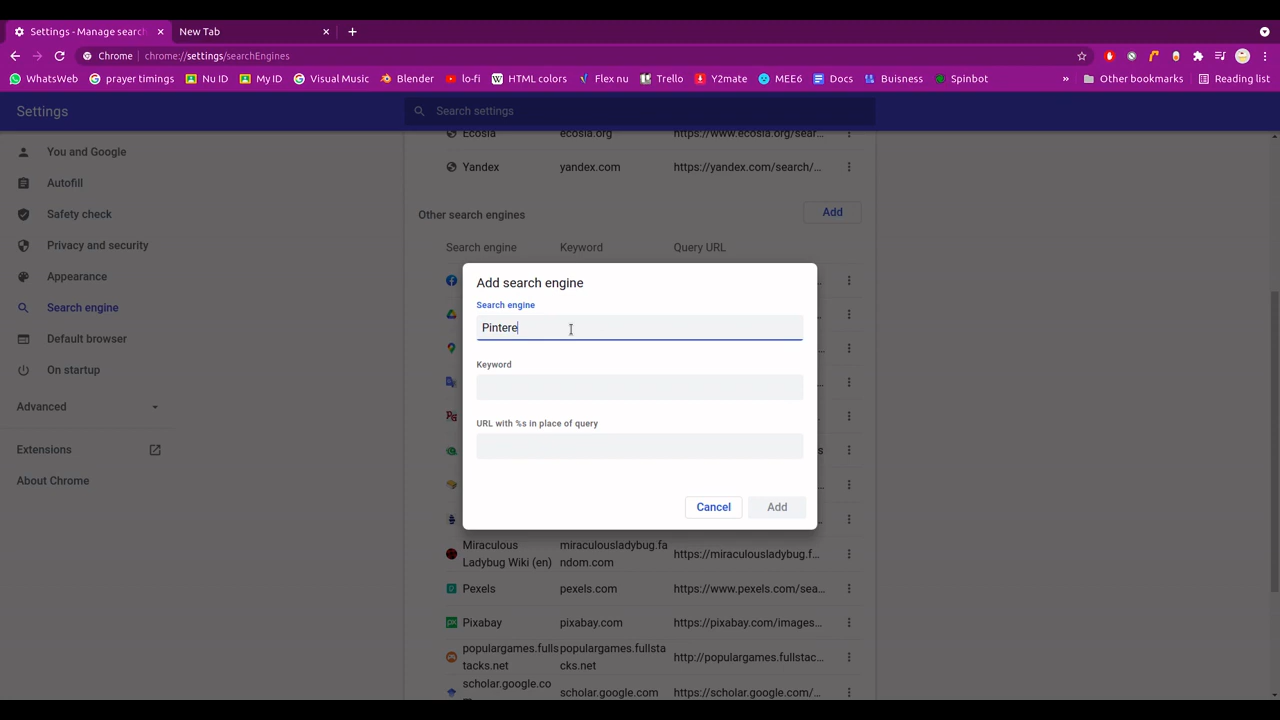 Settings - Manage search
New Tab
Chrome
chrome://settings/searchEngines
WhatsWeb
prayer timings
Nu ID
My ID
Visual Music
Blender
lo-fi
HTML colors
Flex nu
Trello
Y2mate
MEE6
Docs
Buisness
Spinbot
»
Other bookmarks
Reading list
Settings
Search settings
You and Google
Autofill
Safety check
Privacy and security
Appearance
Search engine
Default browser
On startup
Advanced
Extensions
About Chrome
Ecosia ecosia.org https://www.ecosia.org/sear...
Yandex yandex.com https://yandex.com/search/...
Other search engines
Add
Search engine Keyword Query URL
Add search engine
Search engine
Pintere
Keyword
URL with %s in place of query
Cancel
Add
Miraculous miraculousladybug.fa https://miraculousladybug.f...
Ladybug Wiki (en) ndom.com
Pexels pexels.com https://www.pexels.com/sea...
Pixabay pixabay.com https://pixabay.com/images...
populargames.fulls populargames.fullsta http://populargames.fullstac...
tacks.net cks.net
scholar.google.co scholar.google.com https://scholar.google.com/...